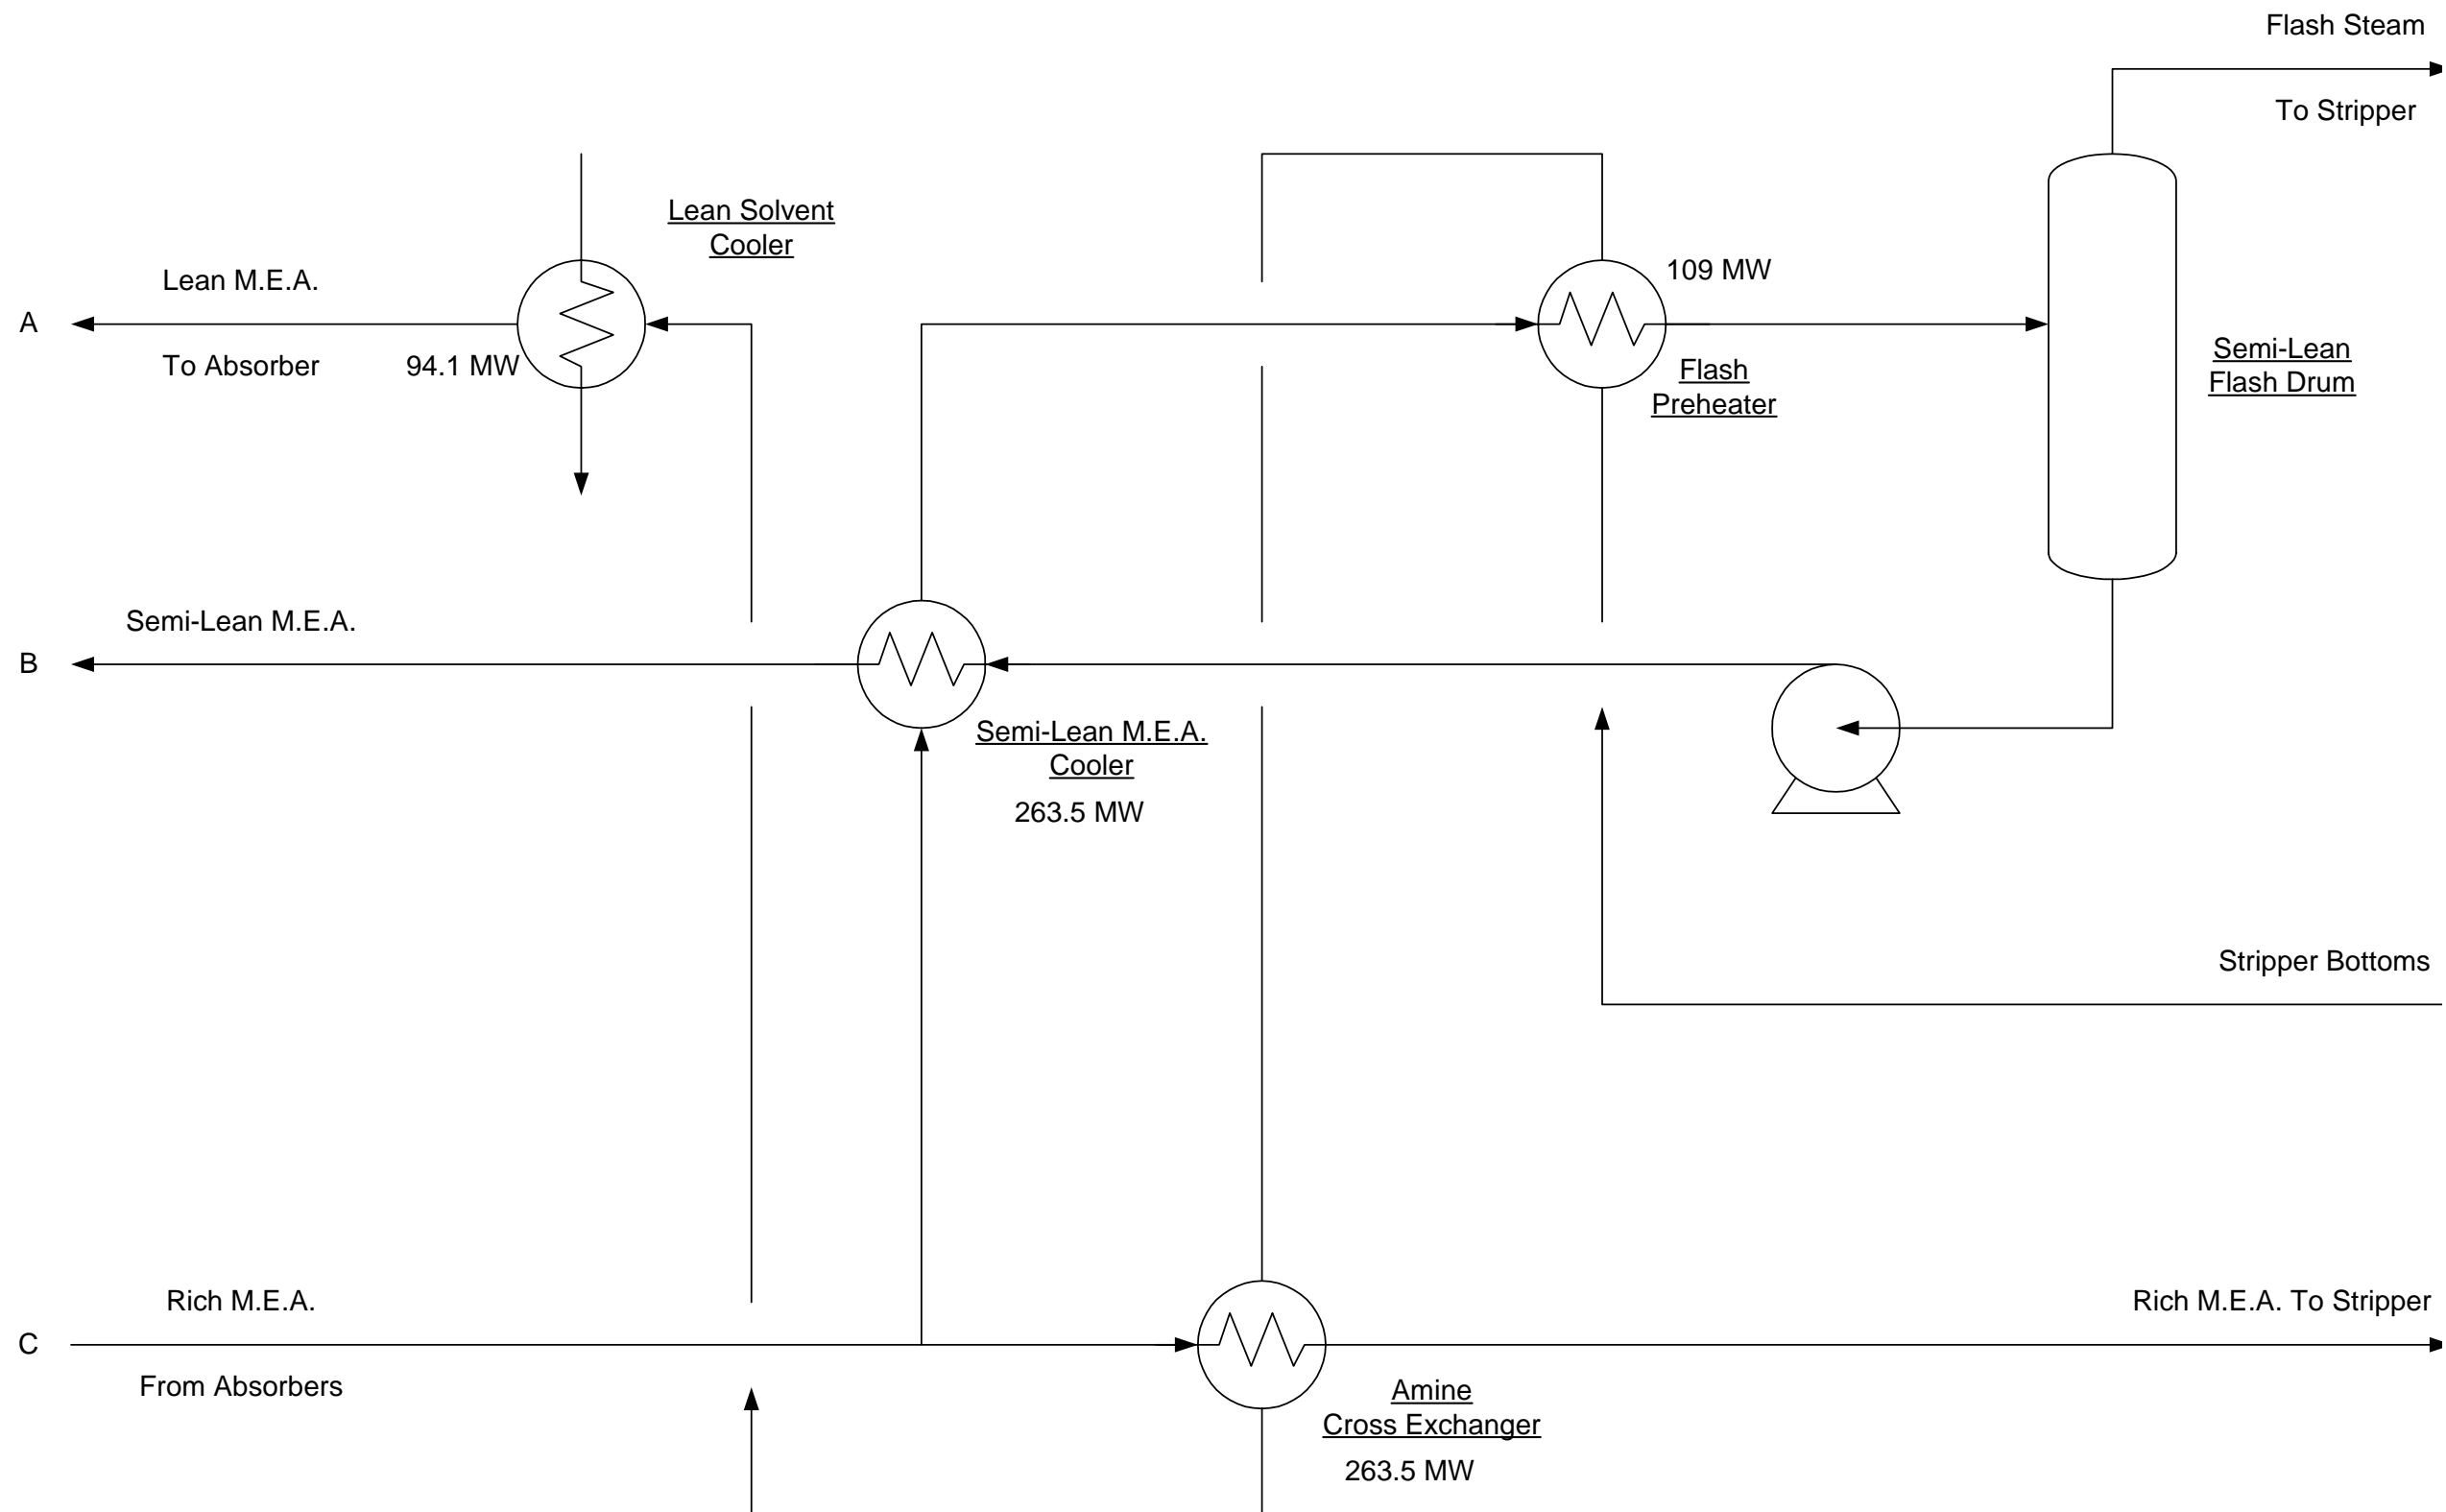 Flash Steam
To Stripper
Lean Solvent
Cooler
Lean M.E.A.
109 MW
A
To Absorber
94.1 MW
Flash
Preheater
Semi-Lean
Flash Drum
Semi-Lean M.E.A.
B
Semi-Lean M.E.A.
Cooler
263.5 MW
Stripper Bottoms
Rich M.E.A.
Rich M.E.A. To Stripper
C
From Absorbers
Amine
Cross Exchanger
263.5 MW